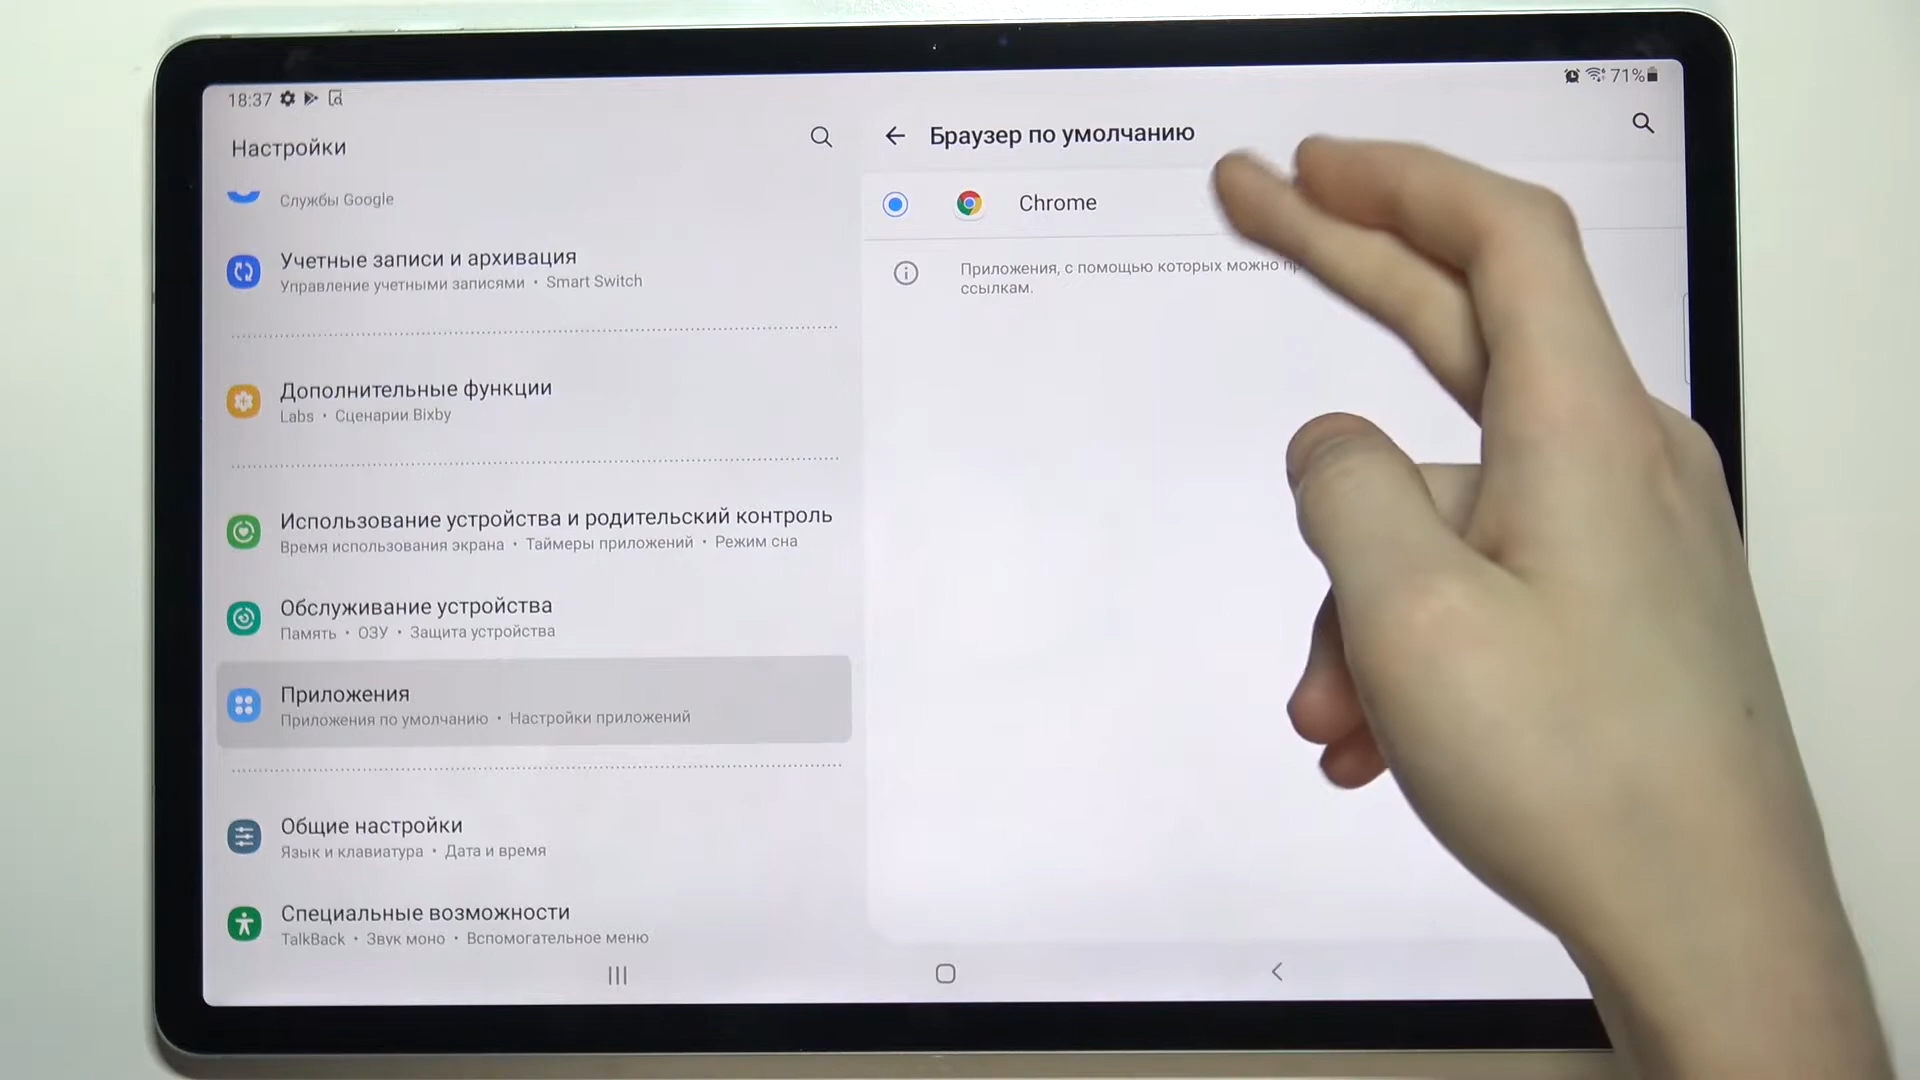 18:37
71%
Настройки
Службы Google
Учетные записи и архивация
Управление учетными записями • Smart Switch
Дополнительные функции
Labs • Сценарии Bixby
Использование устройства и родительский контроль
Время использования экрана • Таймеры приложений • Режим сна
Обслуживание устройства
Память • ОЗУ • Защита устройства
Приложения
Приложения по умолчанию • Настройки приложений
Общие настройки
Язык и клавиатура • Дата и время
Специальные возможности
TalkBack • Звук моно • Вспомогательное меню
Браузер по умолчанию
Chrome
Приложения, с помощью которых можно
ссылкам.